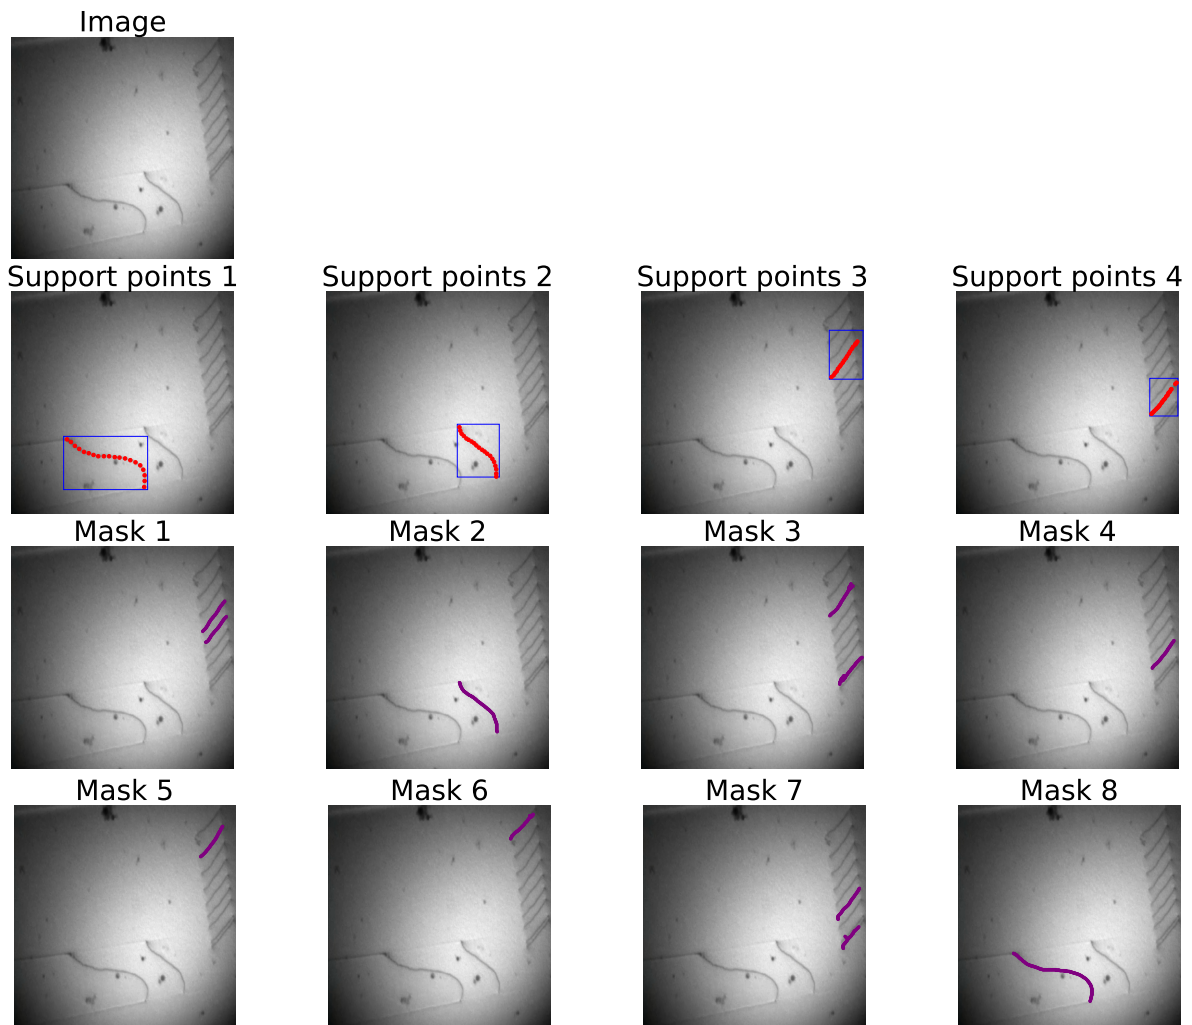 Image
Support points 1
Support points 2
Support points 3
Support points 4
Mask 1
Mask 2
Mask 3
Mask 4
Mask 5
Mask 6
Mask 7
Mask 8